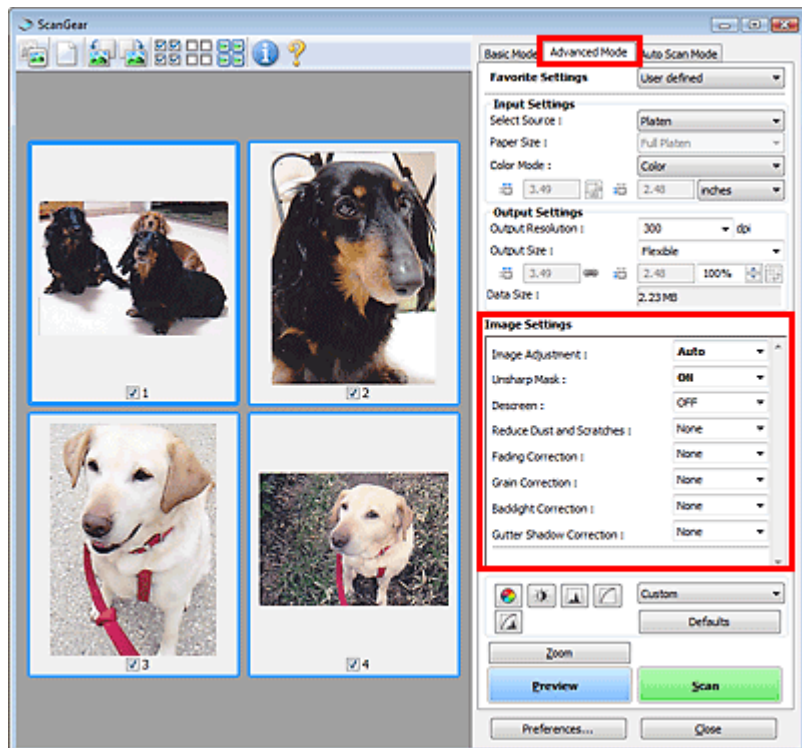 ScanGear
Basic Mode Advanced Mode Auto Scan Mode
Favorite Settings User defined
Input Settings
Select Source : Platen
Paper Size : Full Platen
Color Mode : Color
3.49 2.48 inches
Output Settings
Output Resolution : 300 dpi
Output Size : Flexible
3.49 2.48 100%
Data Size : 2.23 MB
Image Settings
Image Adjustment : Auto
Unsharp Mask : ON
Descreen : OFF
Reduce Dust and Scratches : None
Fading Correction : None
Grain Correction : None
Backlight Correction : None
Gutter Shadow Correction : None
Custom
Defaults
Zoom
Preview Scan
Preferences... Close
1 2
3 4